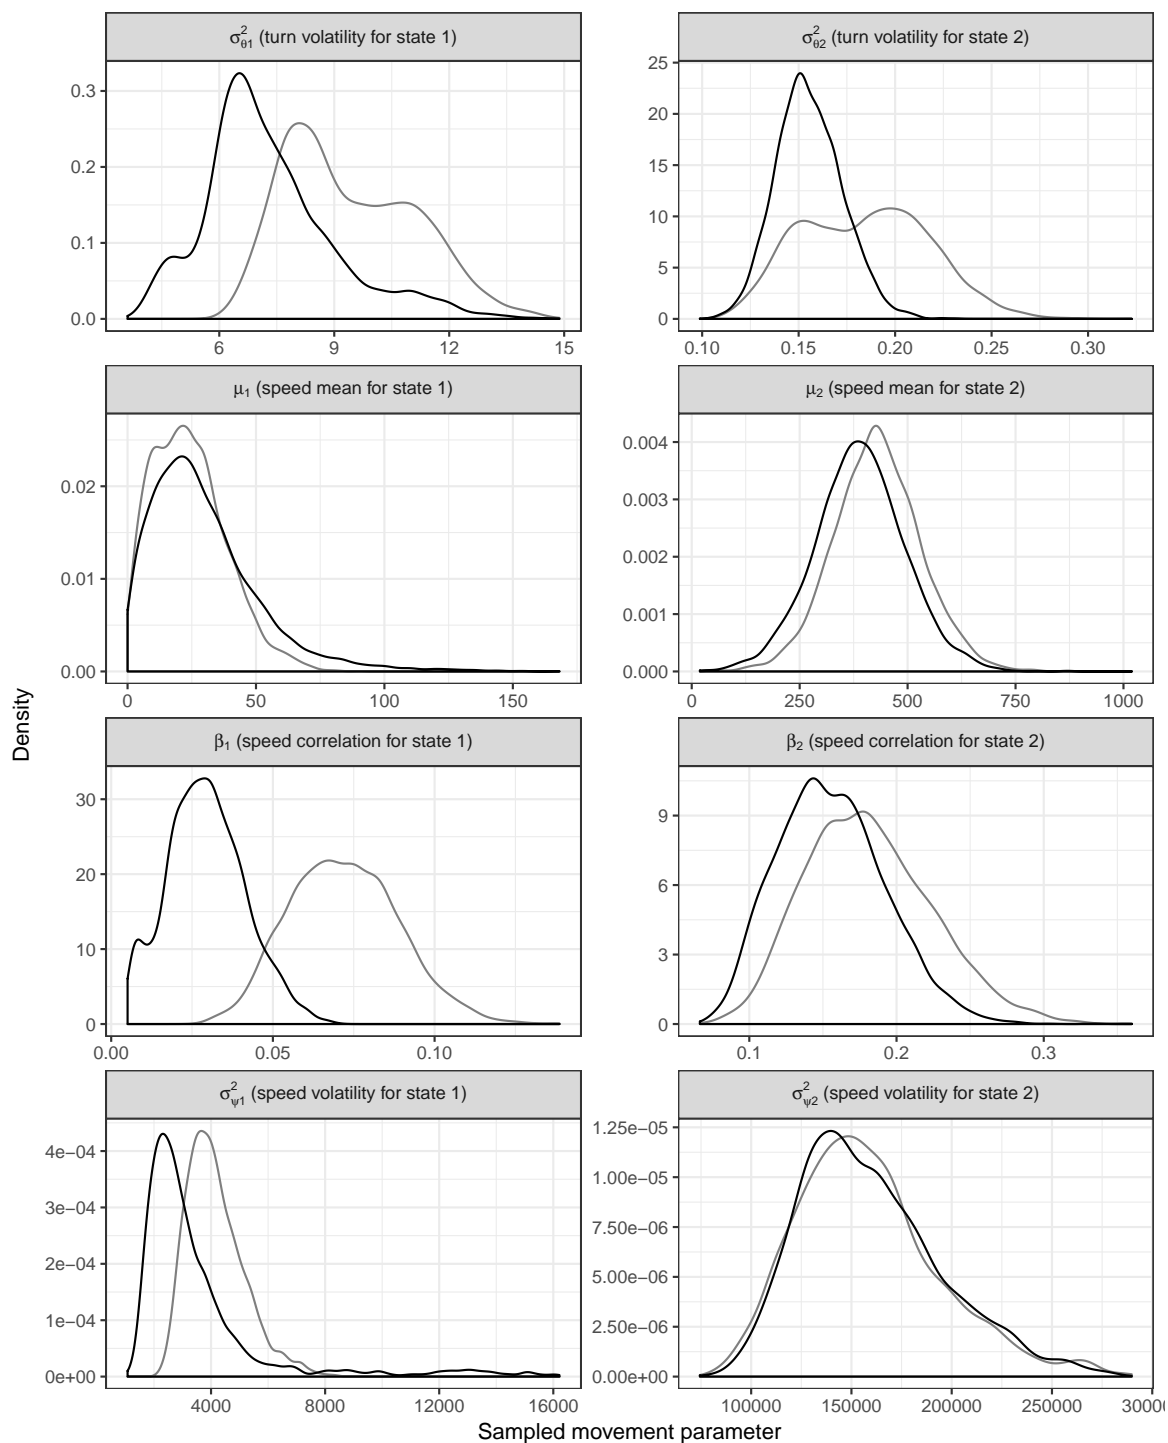 σ²θ1 (turn volatility for state 1)
σ²θ2 (turn volatility for state 2)
0.3
0.2
0.1
0.0
6 9 12 15
25
20
15
10
5
0
0.10 0.15 0.20 0.25 0.30
μ1 (speed mean for state 1)
μ2 (speed mean for state 2)
0.02
0.01
0.00
0 50 100 150
0.004
0.003
0.002
0.001
0.000
0 250 500 750 1000
Density
β1 (speed correlation for state 1)
β2 (speed correlation for state 2)
30
20
10
0
0.00 0.05 0.10
9
6
3
0
0.1 0.2 0.3
σ²ψ1 (speed volatility for state 1)
σ²ψ2 (speed volatility for state 2)
4e−04
3e−04
2e−04
1e−04
0e+00
4000 8000 12000 16000
1.25e−05
1.00e−05
7.50e−06
5.00e−06
2.50e−06
0.00e+00
100000 150000 200000 250000
Sampled movement parameter